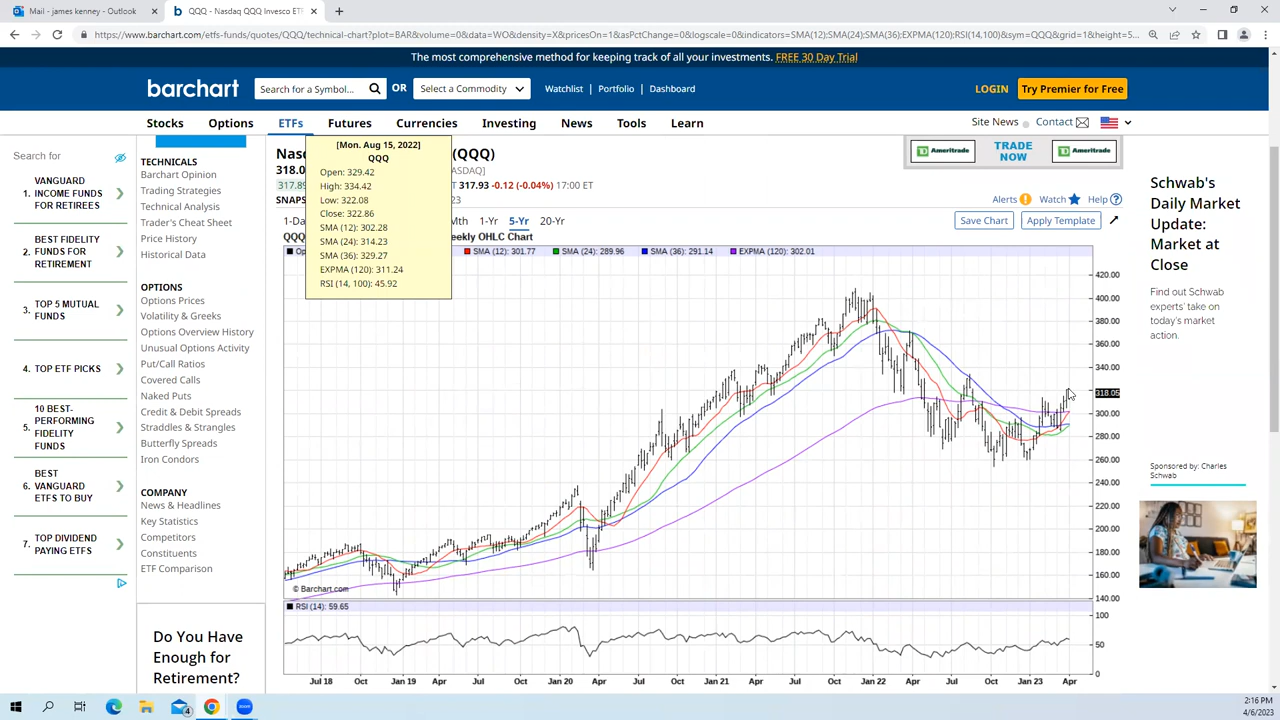 Mail - james kenney - Outlook
QQQ - Nasdaq QQQ Invesco ET
https://www.barchart.com/etfs-funds/quotes/QQQ/technical-chart?plot=BAR&volume=0&data=WO&density=X&pricesOn=1&asPctChange=0&logscale=0&indicators=SMA(12);SMA(24);SMA(36);EXPMA(120);RSI(14,100)&sym=QQQ&grid=1&height=5...
The most comprehensive method for keeping track of all your investments. FREE 30 Day Trial
barchart
Search for a Symbol...
OR
Select a Commodity
Watchlist
Portfolio
Dashboard
LOGIN
Try Premier for Free
Stocks
Options
ETFs
Futures
Currencies
Investing
News
Tools
Learn
Site News
Contact
Search for
1. VANGUARD INCOME FUNDS FOR RETIREES
2. BEST FIDELITY FUNDS FOR RETIREMENT
3. TOP 5 MUTUAL FUNDS
4. TOP ETF PICKS
5. 10 BEST-PERFORMING FIDELITY FUNDS
6. BEST VANGUARD ETFS TO BUY
7. TOP DIVIDEND PAYING ETFS
TECHNICALS
Barchart Opinion
Trading Strategies
Technical Analysis
Trader's Cheat Sheet
Price History
Historical Data
OPTIONS
Options Prices
Volatility & Greeks
Options Overview History
Unusual Options Activity
Put/Call Ratios
Covered Calls
Naked Puts
Credit & Debit Spreads
Straddles & Strangles
Butterfly Spreads
Iron Condors
COMPANY
News & Headlines
Key Statistics
Competitors
Constituents
ETF Comparison
Do You Have
Enough for
Retirement?
[Mon. Aug 15, 2022]
QQQ
Open: 329.42
High: 334.42
Low: 322.08
Close: 322.86
SMA (12): 302.28
SMA (24): 314.23
SMA (36): 329.27
EXPMA (120): 311.24
RSI (14, 100): 45.92
(QQQ)
317.93 -0.12 (-0.04%) 17:00 ET
Ameritrade
TRADE NOW
Ameritrade
Watch
Help
1-Yr
5-Yr
20-Yr
Save Chart
Apply Template
eekly OHLC Chart
SMA (12): 301.77
SMA (24): 289.96
SMA (36): 291.14
EXPMA (120): 302.01
420.00
400.00
380.00
360.00
340.00
318.05
300.00
280.00
260.00
240.00
220.00
200.00
180.00
160.00
140.00
© Barchart.com
RSI (14): 59.65
100
50
0
Jul 18
Oct
Jan 19
Apr
Jul
Oct
Jan 20
Apr
Jul
Oct
Jan 21
Apr
Jul
Oct
Jan 22
Apr
Jul
Oct
Jan 23
Apr
Schwab's
Daily Market
Update:
Market at
Close
Find out Schwab
experts' take on
today's market
action.
Sponsored by: Charles
Schwab
4
zoom
2:16 PM
4/6/2023